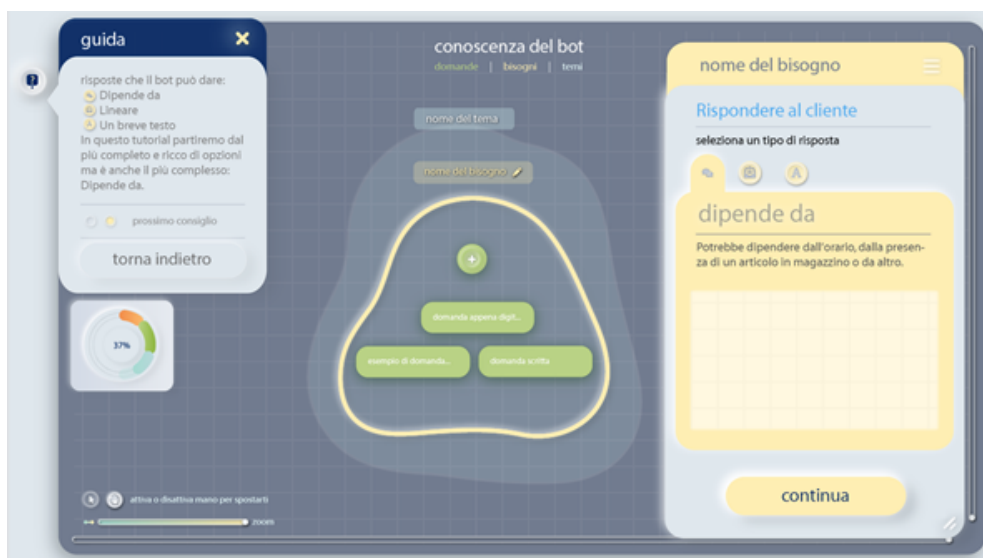 guida
risposte che il bot può dare:
Dipende da
Lineare
Un breve testo
In questo tutorial partiremo dal
più completo e ricco di opzioni
ma è anche il più complesso:
Dipende da.
prossimo consiglio
torna indietro
37%
attiva o disattiva mano per spostarti
zoom
conoscenza del bot
domande | bisogni | temi
nome del tema
nome del bisogno
domanda appena digit...
esempio di domanda...
domanda scritta
nome del bisogno
Rispondere al cliente
seleziona un tipo di risposta
A
dipende da
Potrebbe dipendere dall'orario, dalla presen-
za di un articolo in magazzino o da altro.
continua